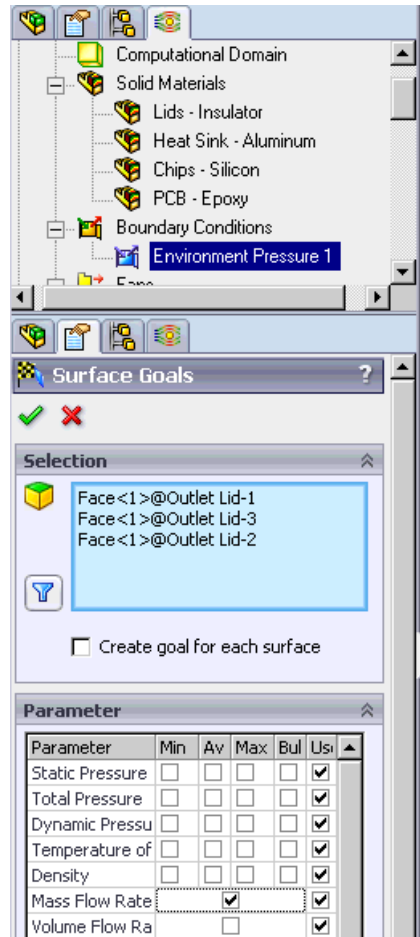 Computational Domain
Solid Materials
Lids - Insulator
Heat Sink - Aluminum
Chips - Silicon
PCB - Epoxy
Boundary Conditions
Environment Pressure 1
Surface Goals ?
Selection
Face<1>@Outlet Lid-1
Face<1>@Outlet Lid-3
Face<1>@Outlet Lid-2
Create goal for each surface
Parameter
Parameter Min Av Max Bul Use
Static Pressure
Total Pressure
Dynamic Pressu
Temperature of
Density
Mass Flow Rate
Volume Flow Ra